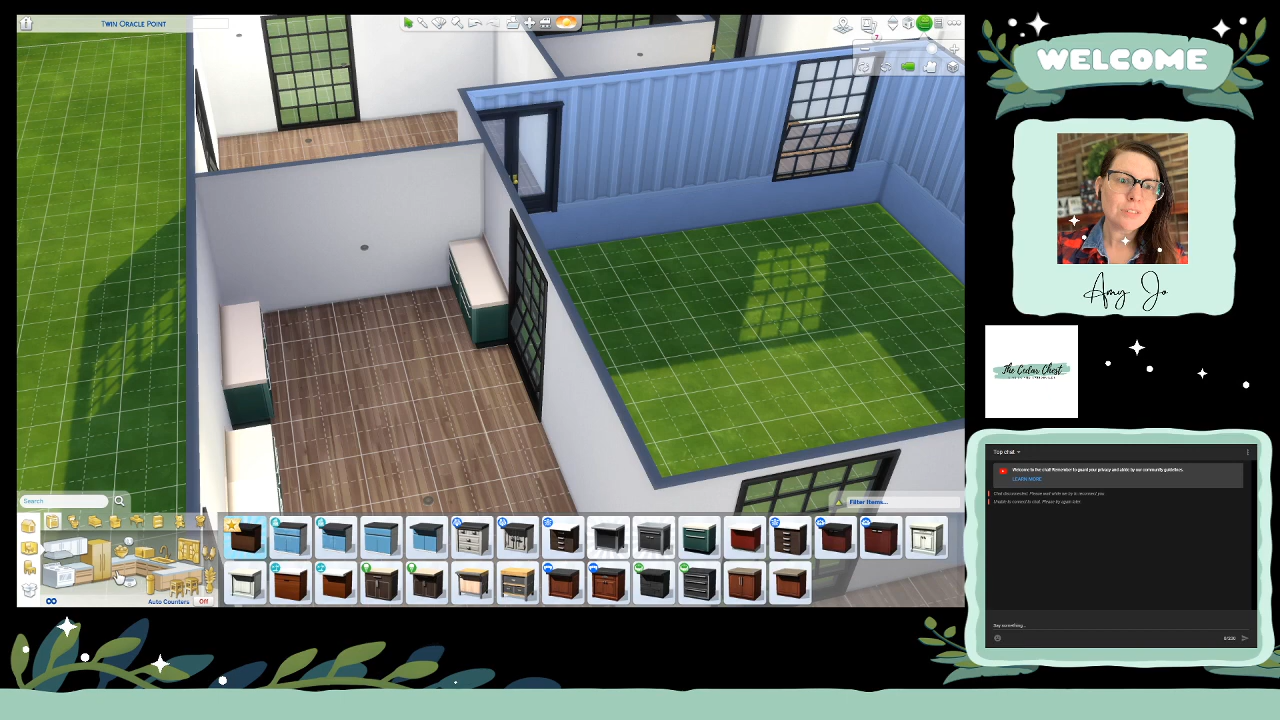 Twin Oracle Point
WELCOME
Amy Jo
The Cedar Chest
Top chat
Welcome to live chat! Remember to guard your privacy and abide by our community guidelines.
LEARN MORE
Chat disconnected. Please wait while we try to reconnect you.
Unable to connect to chat. Please try again later.
Say something...
0/200
Search
Filter Items...
Auto Counters
Off